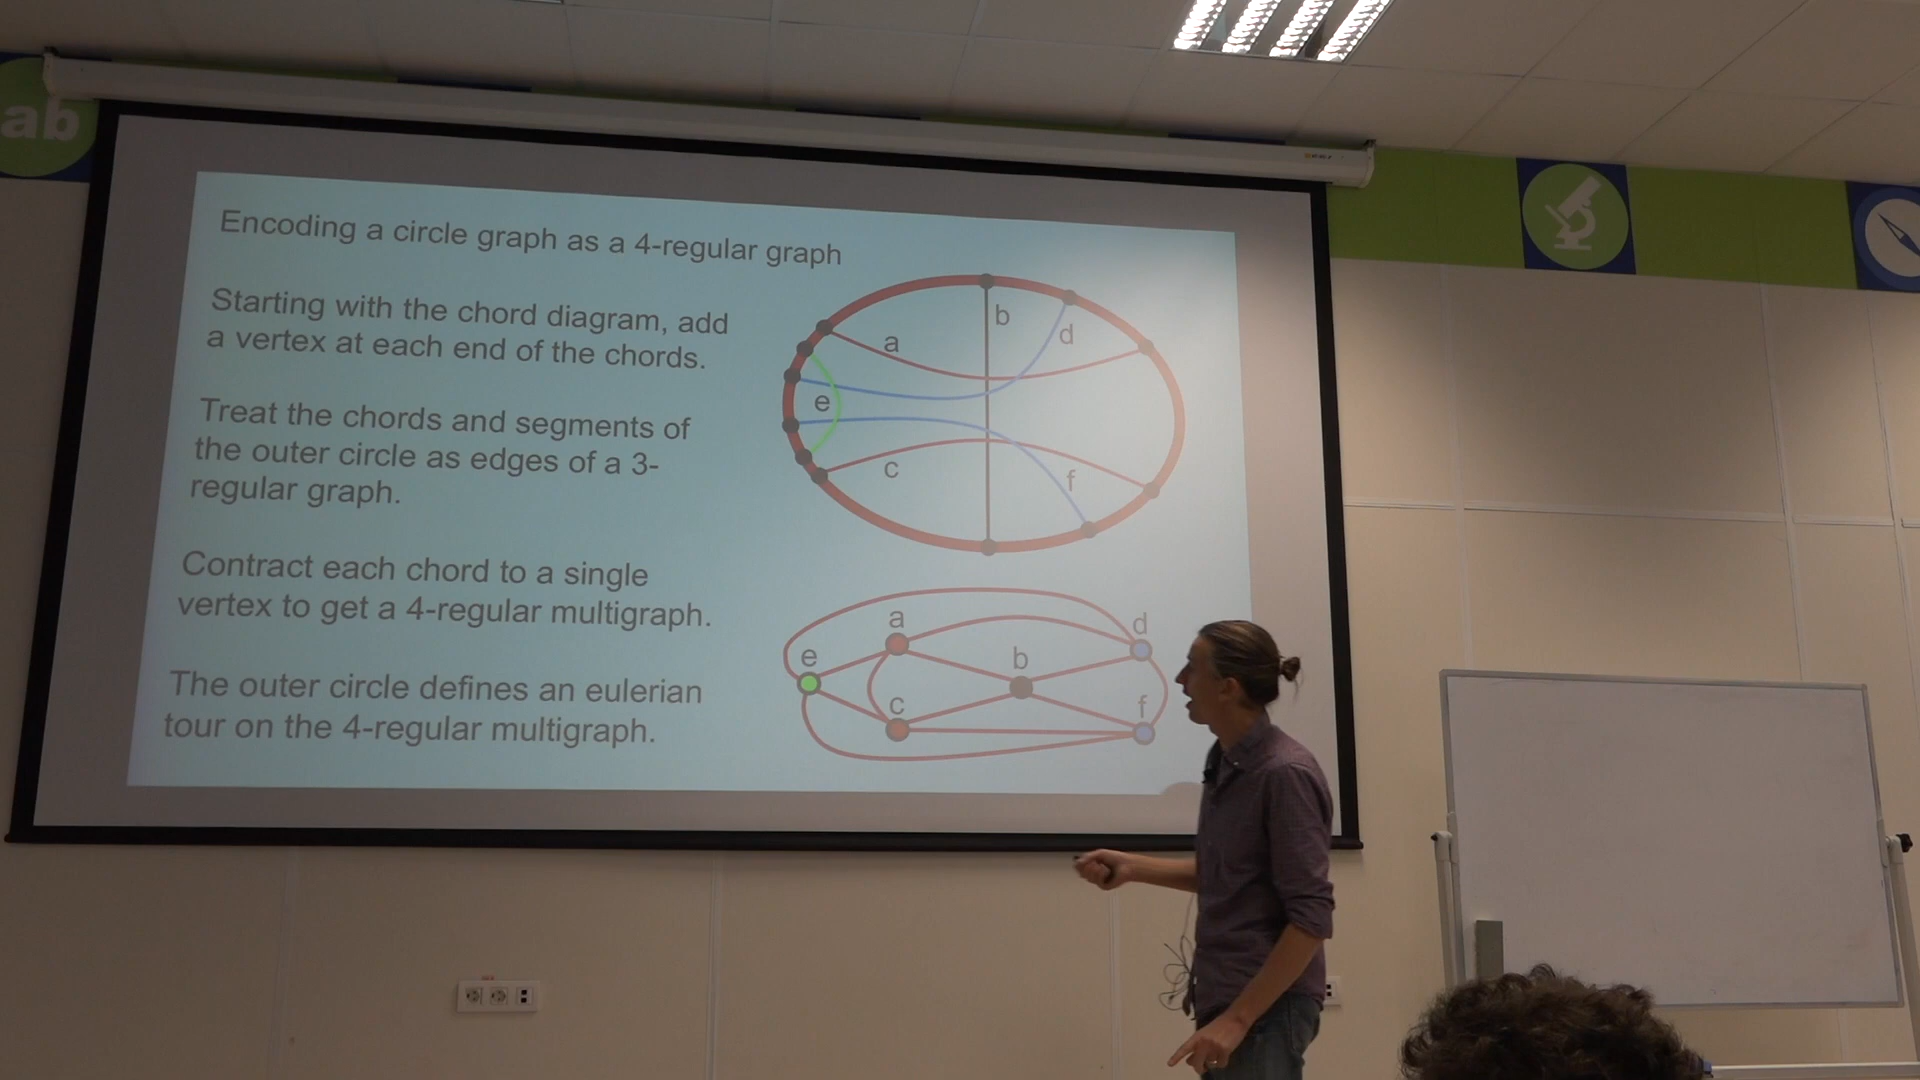 ab
Encoding a circle graph as a 4-regular graph
Starting with the chord diagram, add
a vertex at each end of the chords.
Treat the chords and segments of
the outer circle as edges of a 3-
regular graph.
Contract each chord to a single
vertex to get a 4-regular multigraph.
The outer circle defines an eulerian
tour on the 4-regular multigraph.
b
d
a
e
c
f
a
d
e
b
c
f